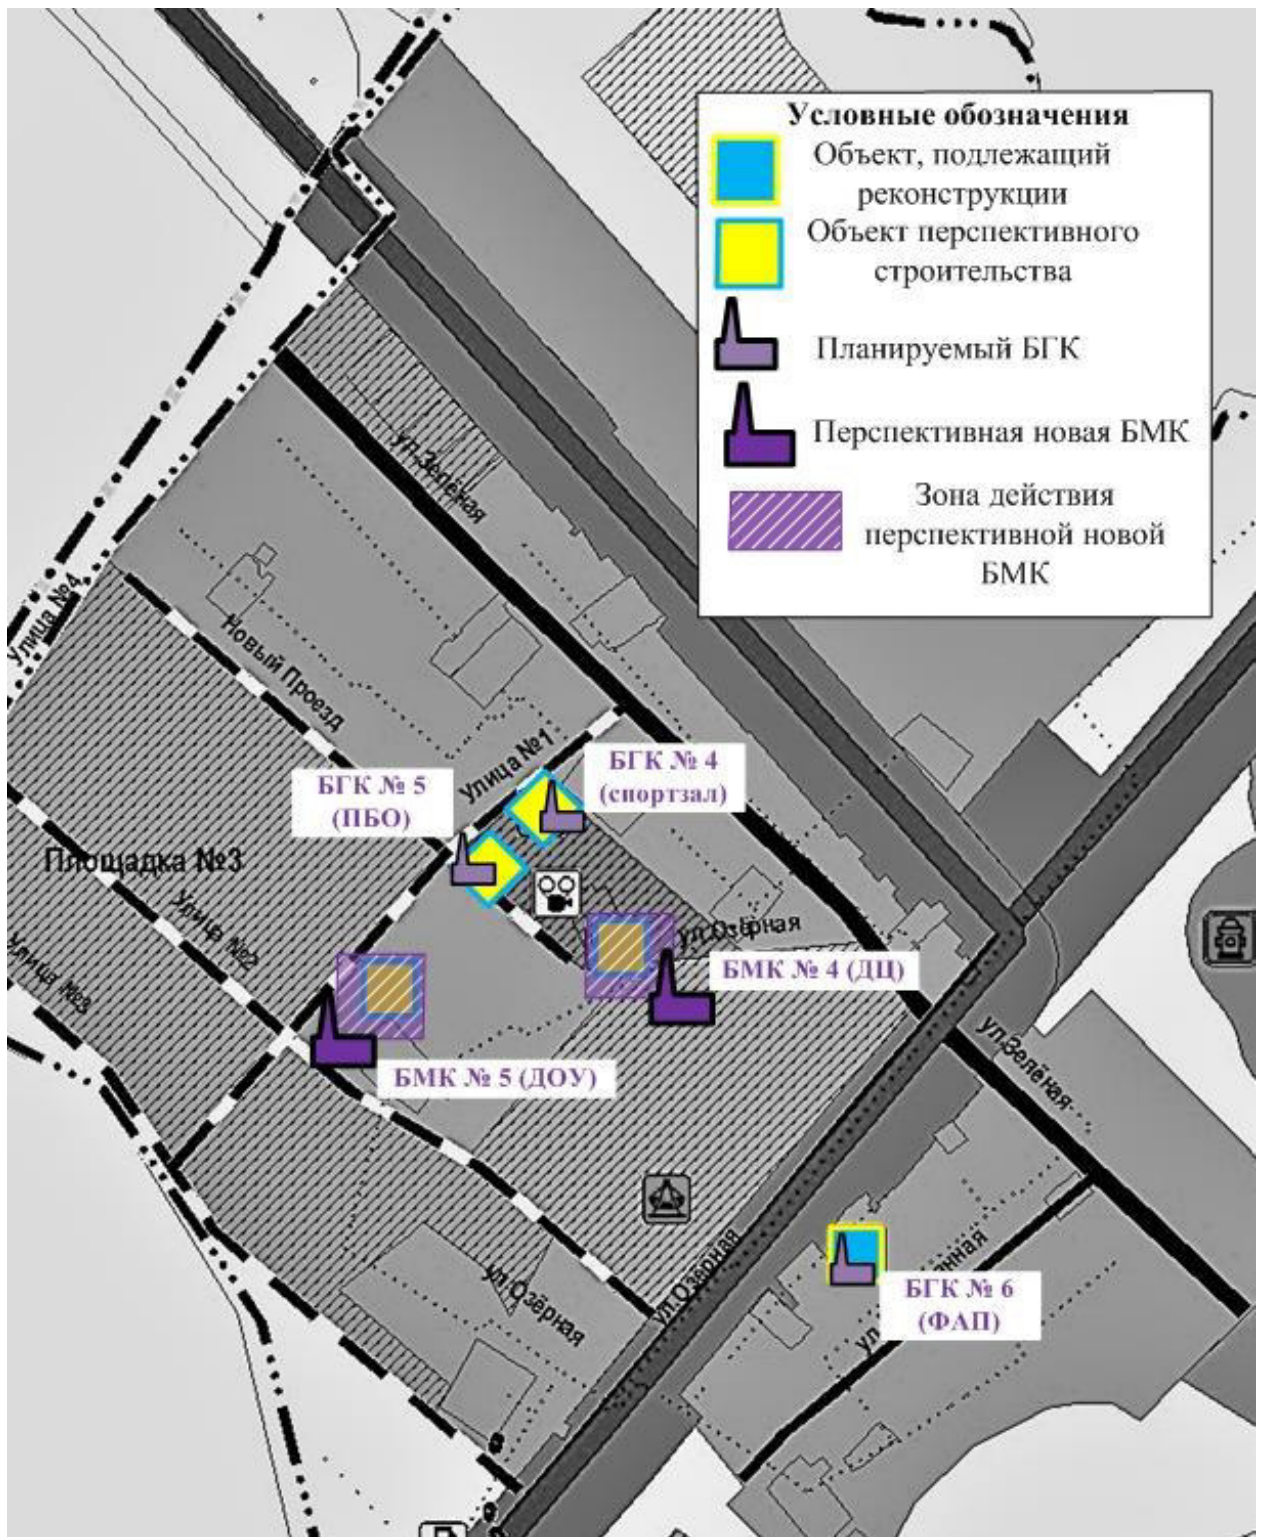 Условные обозначения
Объект, подлежащий
реконструкции
Объект перспективного
строительства
Планируемый БГК
Перспективная новая БМК
Зона действия
перспективной новой
БМК
ул.Зелёная
Улица №4
Новый Проезд
Улица №1
БГК № 4
(спортзал)
БГК № 5
(ПБО)
Площадка №3
Улица №2
Улица №3
ул.Озёрная
БМК № 4 (ДЦ)
БМК № 5 (ДОУ)
ул.Зелёная
ул.Озёрная
ул.Озёрная
БГК № 6
(ФАП)